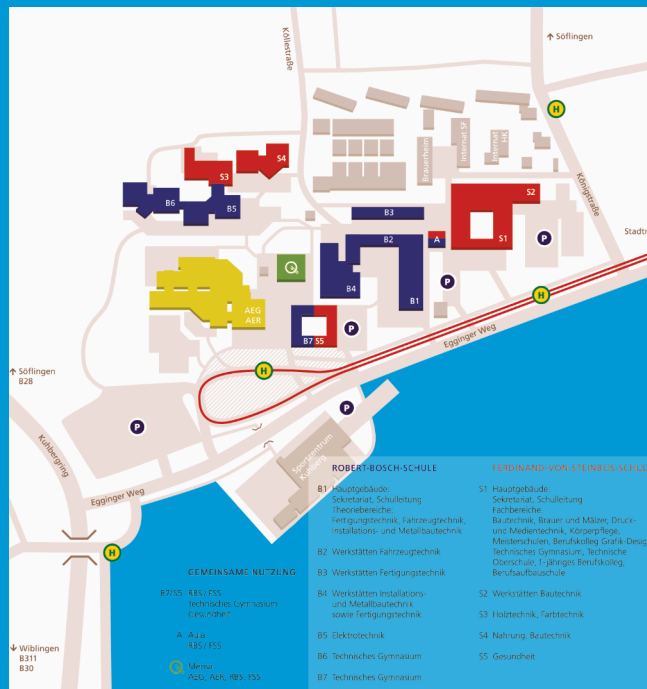 Söflingen
Köllestraße
H
Internat SF
Internat HK
Brauerheim
Königstraße
S4
S3
S2
B6
B5
B3
B2
A
S1
P
Stadtm
P
B4
B1
H
AEG
AER
B7 S5
P
Egginger Weg
H
Söflingen
B28
P
P
Kuhbergring
Sportzentrum
Kuhberg
Egginger Weg
H
Wiblingen
B311
B30
GEMEINSAME NUTZUNG
B7/S5 RBS / FSS
Technisches Gymnasium
Gesundheit
A Aula
RBS / FSS
Mensa
AEG, AER, RBS, FSS
ROBERT-BOSCH-SCHULE
B1 Hauptgebäude:
Sekretariat, Schulleitung
Theoriebereiche:
Fertigungstechnik, Fahrzeugtechnik,
Installations- und Metallbautechnik
B2 Werkstätten Fahrzeugtechnik
B3 Werkstätten Fertigungstechnik
B4 Werkstätten Installations-
und Metallbautechnik
sowie Fertigungstechnik
B5 Elektrotechnik
B6 Technisches Gymnasium
B7 Technisches Gymnasium
FERDINAND-VON-STEINBEIS-SCHULE
S1 Hauptgebäude:
Sekretariat, Schulleitung
Fachbereiche:
Bautechnik, Brauer und Mälzer, Druck-
und Medientechnik, Körperpflege,
Meisterschulen, Berufskolleg Grafik-Desig
Technisches Gymnasium, Technische
Oberschule, 1-jähriges Berufskolleg,
Berufsaufbauschule
S2 Werkstätten Bautechnik
S3 Holztechnik, Farbtechnik
S4 Nahrung, Bautechnik
S5 Gesundheit